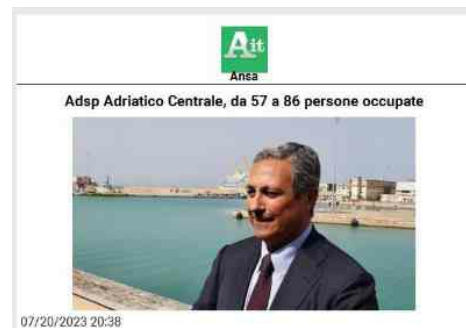 Ait
Ansa
Adsp Adriatico Centrale, da 57 a 86 persone occupate
07/20/2023 20:38